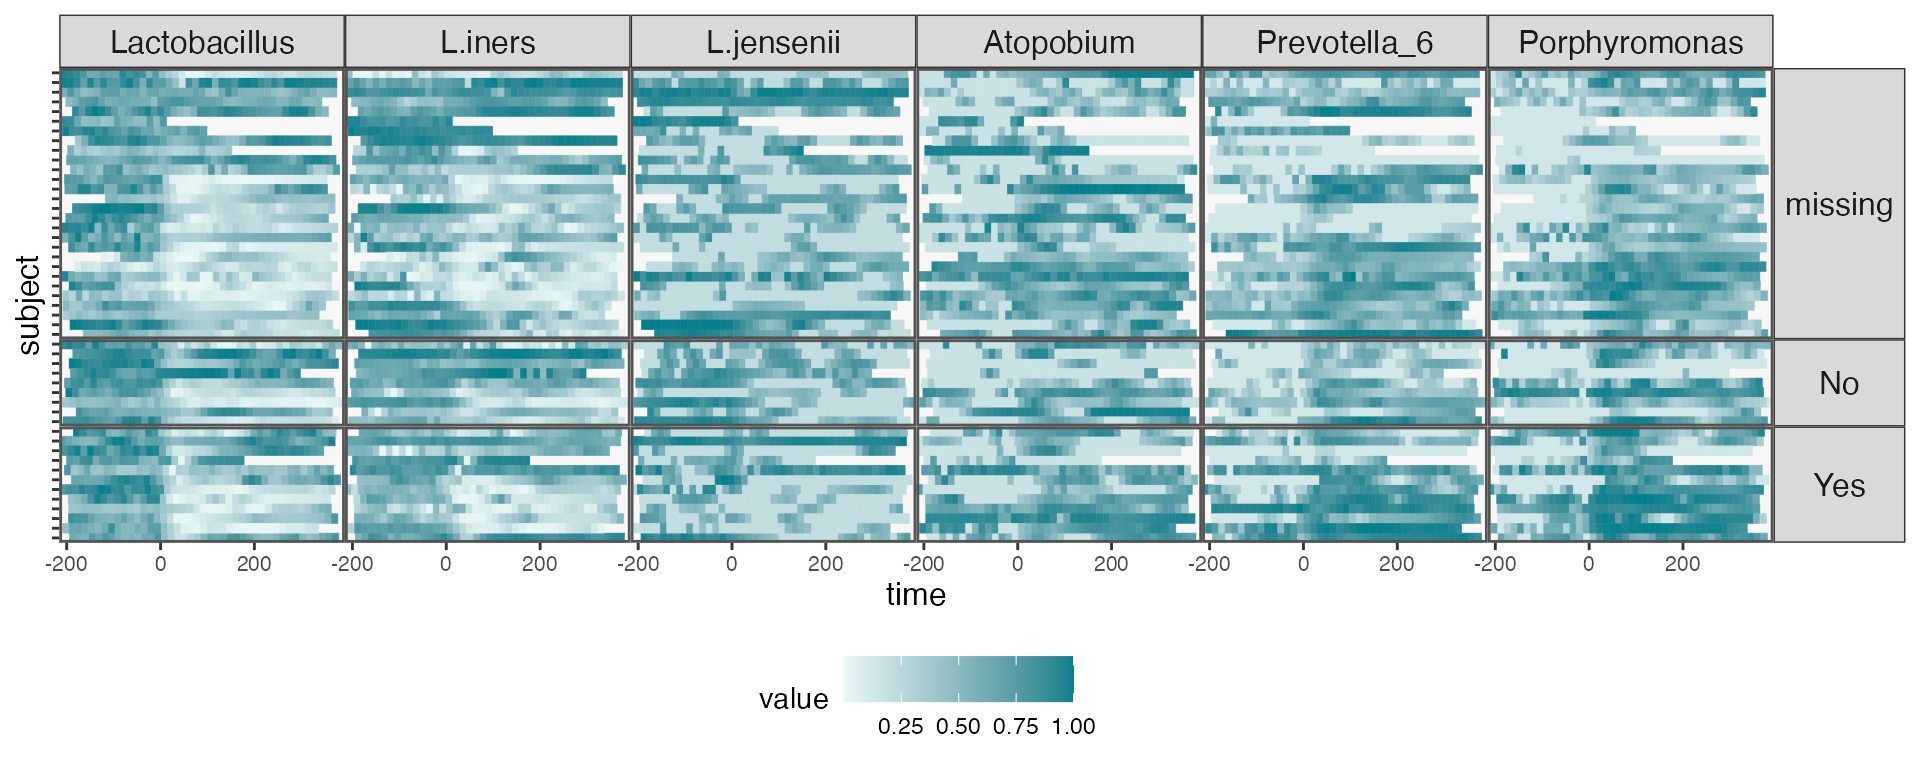 Lactobacillus L.iners L.jensenii Atopobium Prevotella_6 Porphyromonas
missing
No
Yes
subject
-200 0 200 -200 0 200 -200 0 200 -200 0 200 -200 0 200 -200 0 200
time
value
0.25 0.50 0.75 1.00